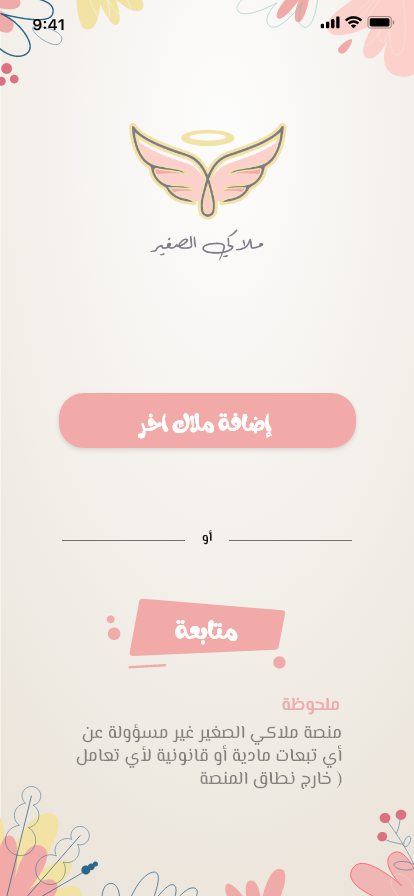 9:41
ملاكي الصغير
إضافة ملاك اخر
أو
متابعة
ملحوظة
منصة ملاكي الصغير غير مسؤولة عن
أي تبعات مادية أو قانونية لأي تعامل
( خارج نطاق المنصة